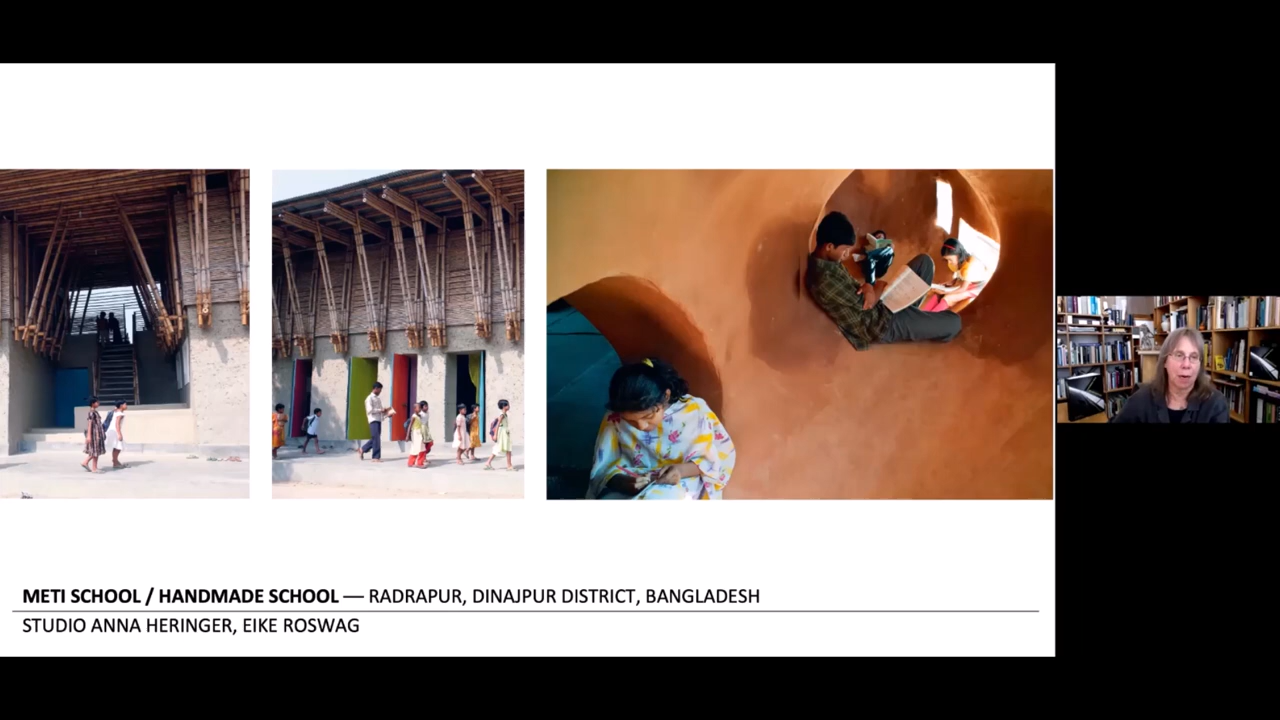 METI SCHOOL / HANDMADE SCHOOL — RADRAPUR, DINAJPUR DISTRICT, BANGLADESH
STUDIO ANNA HERINGER, EIKE ROSWAG